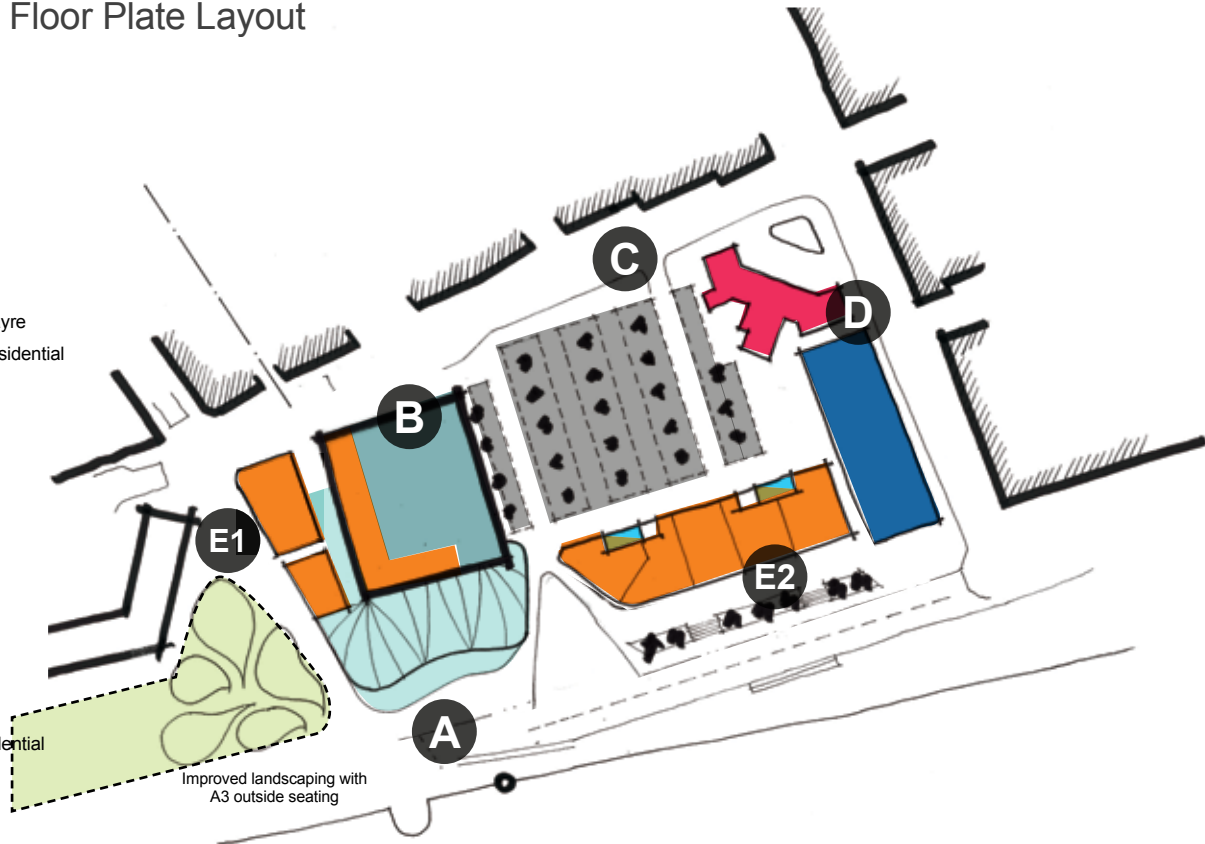 Floor Plate Layout
C
yre
D
sidential
B
E1
E2
A
ential
Improved landscaping with
A3 outside seating